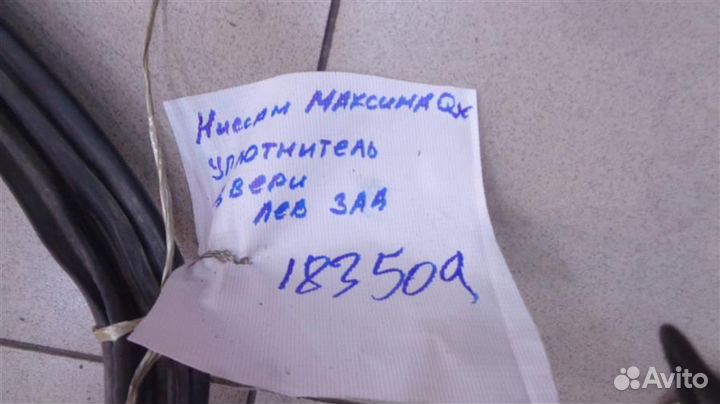 Ниссан МАКСИМА QX
уплотнитель
двери
лев зад
183509
Avito